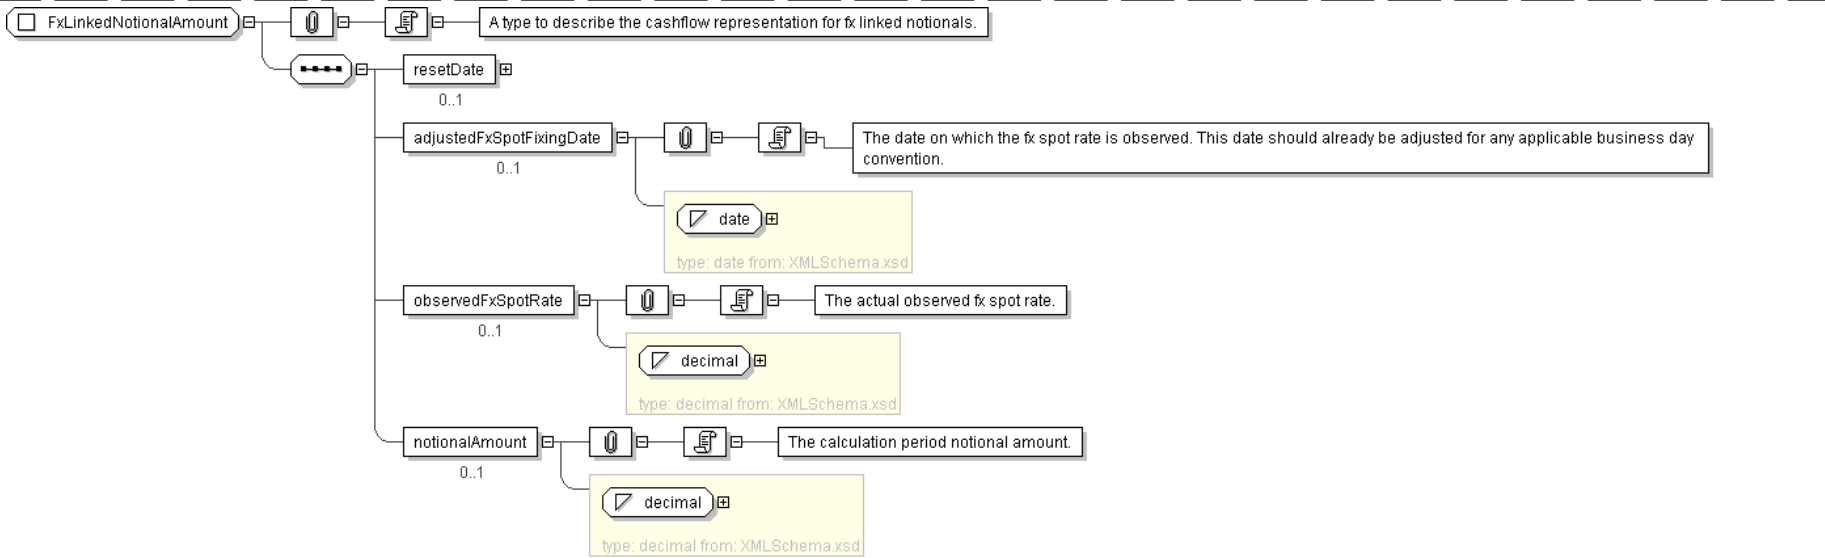 FxLinkedNotionalAmount
A type to describe the cashflow representation for fx linked notionals.
resetDate
0..1
adjustedFxSpotFixingDate
The date on which the fx spot rate is observed. This date should already be adjusted for any applicable business day
convention.
0..1
date
type: date from: XMLSchema.xsd
observedFxSpotRate
The actual observed fx spot rate.
0..1
decimal
type: decimal from: XMLSchema.xsd
notionalAmount
The calculation period notional amount.
0..1
decimal
type: decimal from: XMLSchema.xsd